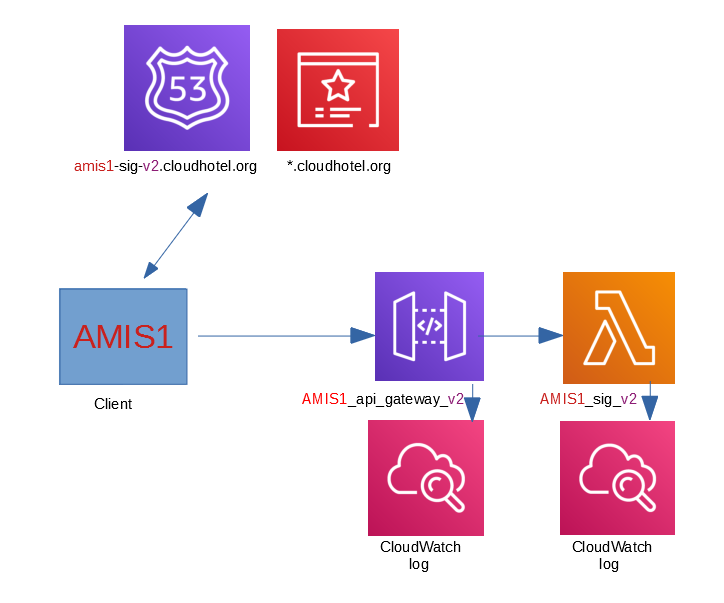 53
amis1-sig-v2.cloudhotel.org
*.cloudhotel.org
AMIS1
Client
</>
AMIS1_api_gateway_v2
AMIS1_sig_v2
CloudWatch
log
CloudWatch
log